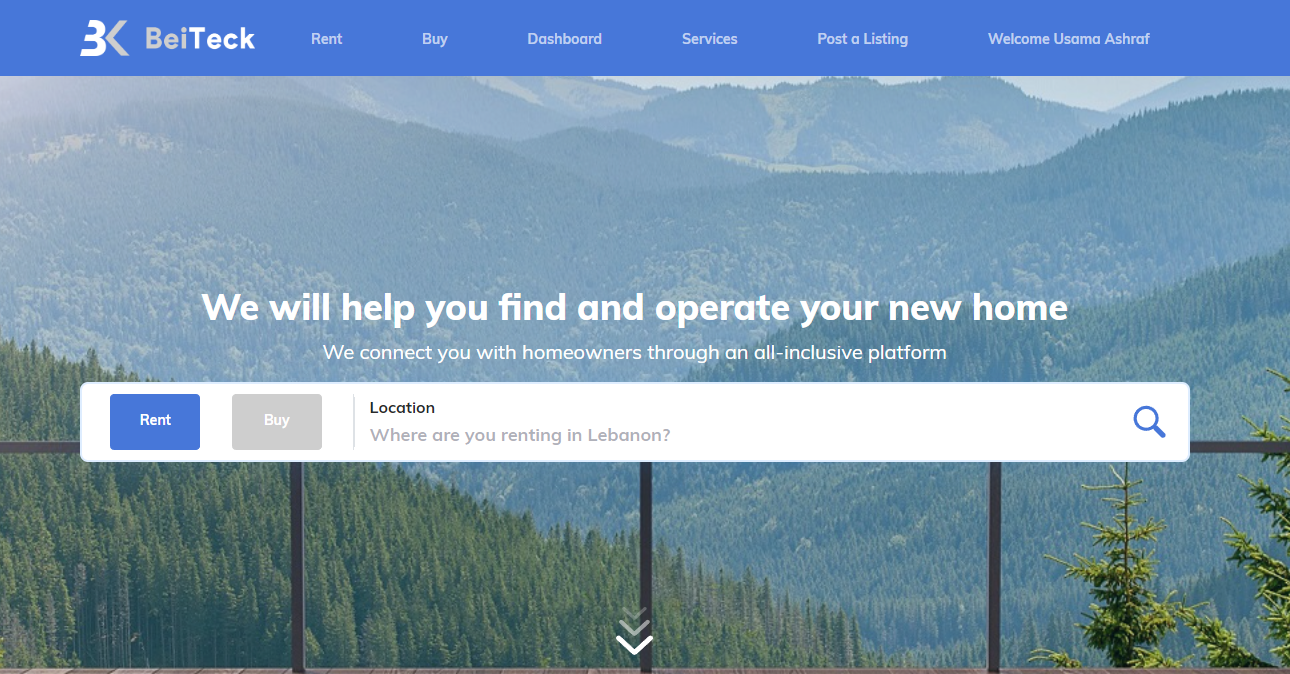 BK BeiTeck Rent Buy Dashboard Services Post a Listing Welcome Usama Ashraf
We will help you find and operate your new home
We connect you with homeowners through an all-inclusive platform
Rent Buy
Location
Where are you renting in Lebanon?